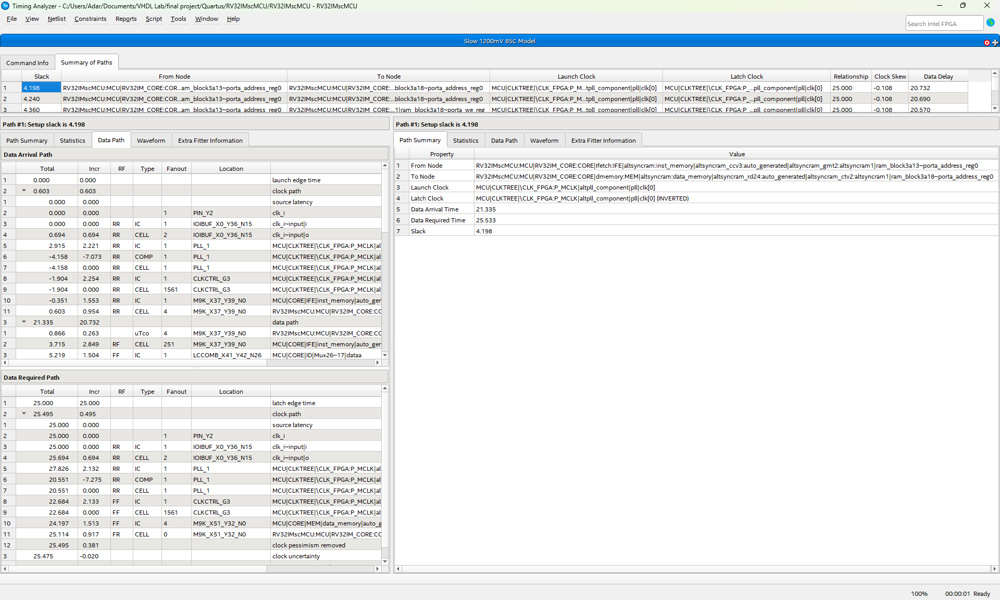 Timing Analyzer - C:/Users/Adar/Documents/VHDL Lab/final project/Quartus/RV32IMscMCU/RV32IMscMCU - RV32IMscMCU
File View Netlist Constraints Reports Script Tools Window Help
Search Intel FPGA
Slow 1200mV 85C Model
Command Info Summary of Paths
Slack From Node To Node Launch Clock Latch Clock Relationship Clock Skew Data Delay
1 4.198 RV32IMscMCU:MCU|RV32IM_CORE:COR...am_block3a13~porta_address_reg0 RV32IMscMCU:MCU|RV32IM_CORE:...block3a18~porta_address_reg0 MCU|CLKTREE|\CLK_FPGA:P_M...tpll_component|pll|clk[0] MCU|CLKTREE|\CLK_FPGA:P_...pll_component|pll|clk[0] 25.000 -0.108 20.732
2 4.240 RV32IMscMCU:MCU|RV32IM_CORE:COR...am_block3a13~porta_address_reg0 RV32IMscMCU:MCU|RV32IM_CORE:...block3a18~porta_address_reg0 MCU|CLKTREE|\CLK_FPGA:P_M...tpll_component|pll|clk[0] MCU|CLKTREE|\CLK_FPGA:P_...pll_component|pll|clk[0] 25.000 -0.108 20.690
3 4.360 RV32IMscMCU:MCU|RV32IM_CORE:COR...am_block3a13~porta_address_reg0 RV32IMscMCU:MCU|RV32IM_CORE:...1|ram_block3a18~porta_we_reg MCU|CLKTREE|\CLK_FPGA:P_M...tpll_component|pll|clk[0] MCU|CLKTREE|\CLK_FPGA:P_...pll_component|pll|clk[0] 25.000 -0.108 20.570
Path #1: Setup slack is 4.198
Path Summary Statistics Data Path Waveform Extra Fitter Information
Data Arrival Path
Total Incr RF Type Fanout Location
1 0.000 0.000 launch edge time
2 0.603 0.603 clock path
1 0.000 0.000 source latency
2 0.000 0.000 1 PIN_Y2 clk_i
3 0.000 0.000 RR IC 1 IOIBUF_X0_Y36_N15 clk_i~input|i
4 0.694 0.694 RR CELL 2 IOIBUF_X0_Y36_N15 clk_i~input|o
5 2.915 2.221 RR IC 1 PLL_1 MCU|CLKTREE|\CLK_FPGA:P_MCLK|al
6 -4.158 -7.073 RR COMP 1 PLL_1 MCU|CLKTREE|\CLK_FPGA:P_MCLK|al
7 -4.158 0.000 RR CELL 1 PLL_1 MCU|CLKTREE|\CLK_FPGA:P_MCLK|al
8 -1.904 2.254 RR IC 1 CLKCTRL_G3 MCU|CLKTREE|\CLK_FPGA:P_MCLK|al
9 -1.904 0.000 RR CELL 1561 CLKCTRL_G3 MCU|CLKTREE|\CLK_FPGA:P_MCLK|al
10 -0.351 1.553 RR IC 1 M9K_X37_Y39_N0 MCU|CORE|IFE|inst_memory|auto_ger
11 0.603 0.954 RR CELL 4 M9K_X37_Y39_N0 RV32IMscMCU:MCU|RV32IM_CORE:CC
3 21.335 20.732 data path
1 0.866 0.263 uTco 4 M9K_X37_Y39_N0 RV32IMscMCU:MCU|RV32IM_CORE:CC
2 3.715 2.849 RF CELL 251 M9K_X37_Y39_N0 MCU|CORE|IFE|inst_memory|auto_ger
3 5.219 1.504 FF IC 1 LCCOMB_X41_Y42_N26 MCU|CORE|ID|Mux26~17|dataa
Data Required Path
Total Incr RF Type Fanout Location
1 25.000 25.000 latch edge time
2 25.495 0.495 clock path
1 25.000 0.000 source latency
2 25.000 0.000 1 PIN_Y2 clk_i
3 25.000 0.000 RR IC 1 IOIBUF_X0_Y36_N15 clk_i~input|i
4 25.694 0.694 RR CELL 2 IOIBUF_X0_Y36_N15 clk_i~input|o
5 27.826 2.132 RR IC 1 PLL_1 MCU|CLKTREE|\CLK_FPGA:P_MCLK|al
6 20.551 -7.275 RR COMP 1 PLL_1 MCU|CLKTREE|\CLK_FPGA:P_MCLK|al
7 20.551 0.000 RR CELL 1 PLL_1 MCU|CLKTREE|\CLK_FPGA:P_MCLK|al
8 22.684 2.133 FF IC 1 CLKCTRL_G3 MCU|CLKTREE|\CLK_FPGA:P_MCLK|al
9 22.684 0.000 FF CELL 1561 CLKCTRL_G3 MCU|CLKTREE|\CLK_FPGA:P_MCLK|al
10 24.197 1.513 FF IC 4 M9K_X51_Y32_N0 MCU|CORE|MEM|data_memory|auto_g
11 25.114 0.917 FR CELL 0 M9K_X51_Y32_N0 RV32IMscMCU:MCU|RV32IM_CORE:CC
12 25.495 0.381 clock pessimism removed
3 25.475 -0.020 clock uncertainty
Path #1: Setup slack is 4.198
Path Summary Statistics Data Path Waveform Extra Fitter Information
Property Value
1 From Node RV32IMscMCU:MCU|RV32IM_CORE:CORE|Ifetch:IFE|altsyncram:inst_memory|altsyncram_ccv3:auto_generated|altsyncram_gmt2:altsyncram1|ram_block3a13~porta_address_reg0
2 To Node RV32IMscMCU:MCU|RV32IM_CORE:CORE|dmemory:MEM|altsyncram:data_memory|altsyncram_rd24:auto_generated|altsyncram_ctv2:altsyncram1|ram_block3a18~porta_address_reg0
3 Launch Clock MCU|CLKTREE|\CLK_FPGA:P_MCLK|altpll_component|pll|clk[0]
4 Latch Clock MCU|CLKTREE|\CLK_FPGA:P_MCLK|altpll_component|pll|clk[0] (INVERTED)
5 Data Arrival Time 21.335
6 Data Required Time 25.533
7 Slack 4.198
100% 00:00:01 Ready